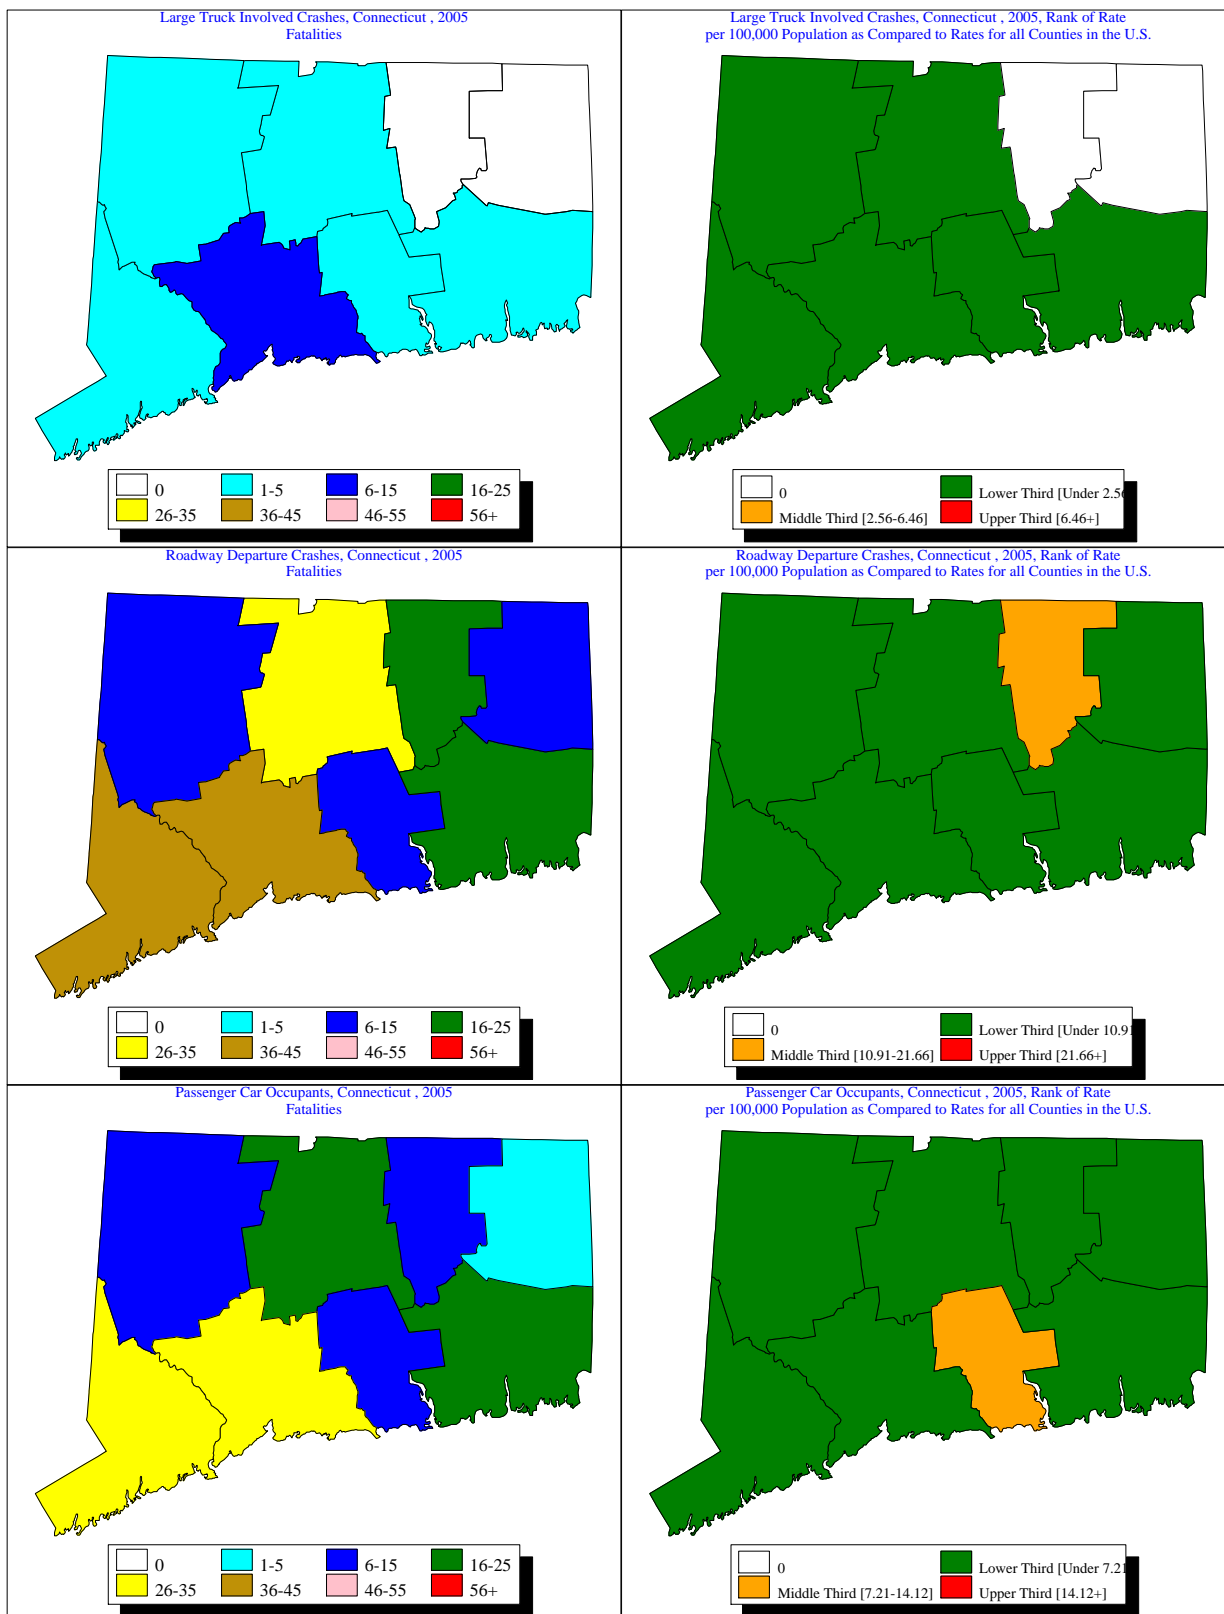 Large Truck Involved Crashes, Connecticut , 2005
Fatalities
0 1-5 6-15 16-25
26-35 36-45 46-55 56+
Large Truck Involved Crashes, Connecticut , 2005, Rank of Rate
per 100,000 Population as Compared to Rates for all Counties in the U.S.
0 Lower Third [Under 2.56
Middle Third [2.56-6.46] Upper Third [6.46+]
Roadway Departure Crashes, Connecticut , 2005
Fatalities
0 1-5 6-15 16-25
26-35 36-45 46-55 56+
Roadway Departure Crashes, Connecticut , 2005, Rank of Rate
per 100,000 Population as Compared to Rates for all Counties in the U.S.
0 Lower Third [Under 10.91
Middle Third [10.91-21.66] Upper Third [21.66+]
Passenger Car Occupants, Connecticut , 2005
Fatalities
0 1-5 6-15 16-25
26-35 36-45 46-55 56+
Passenger Car Occupants, Connecticut , 2005, Rank of Rate
per 100,000 Population as Compared to Rates for all Counties in the U.S.
0 Lower Third [Under 7.21
Middle Third [7.21-14.12] Upper Third [14.12+]